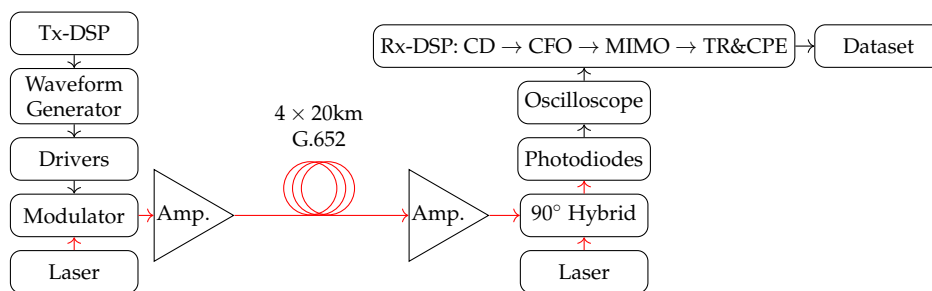 Tx-DSP
Waveform
Generator
Drivers
Modulator
Laser
Amp.
4 × 20km
G.652
Amp.
Rx-DSP: CD → CFO → MIMO → TR&CPE
Dataset
Oscilloscope
Photodiodes
90° Hybrid
Laser